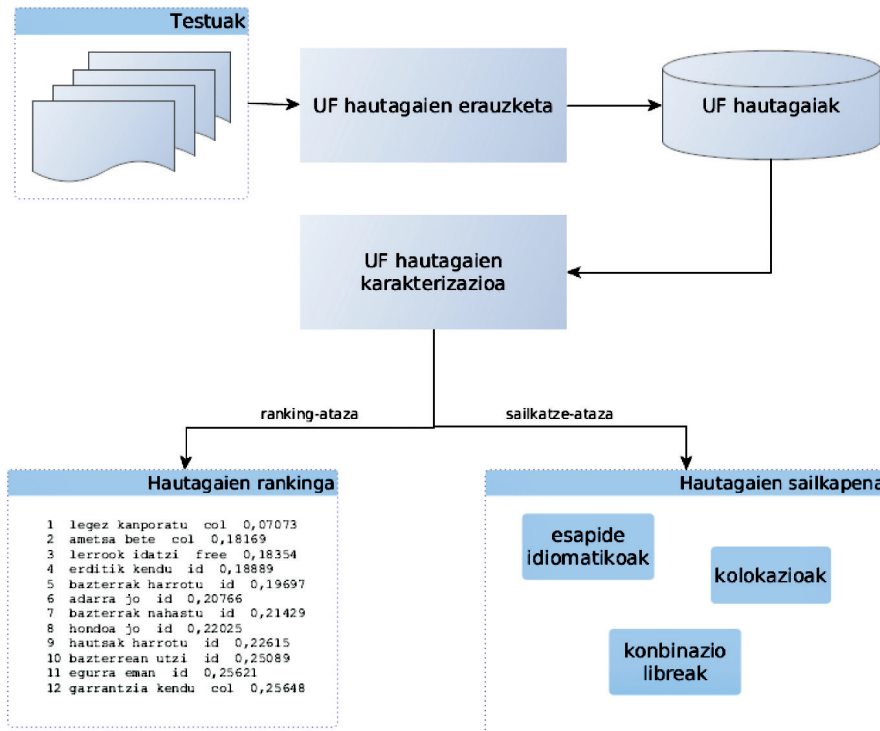 Testuak
UF hautagaien erauzketa
UF hautagaiak
UF hautagaien
karakterizazioa
ranking-ataza
sailkatze-ataza
Hautagaien rankinga
1 legez kanporatu col 0,07073
2 ametsa bete col 0,18169
3 lerrook idatzi free 0,18354
4 erditik kendu id 0,18889
5 bazterrak harrotu id 0,19697
6 adarra jo id 0,20766
7 bazterrak nahastu id 0,21429
8 hondoa jo id 0,22025
9 hautsak harrotu id 0,22615
10 bazterrean utzi id 0,25089
11 egurra eman id 0,25621
12 garrantzia kendu col 0,25648
Hautagaien sailkapena
esapide
idiomatikoak
kolokazioak
konbinazio
libreak